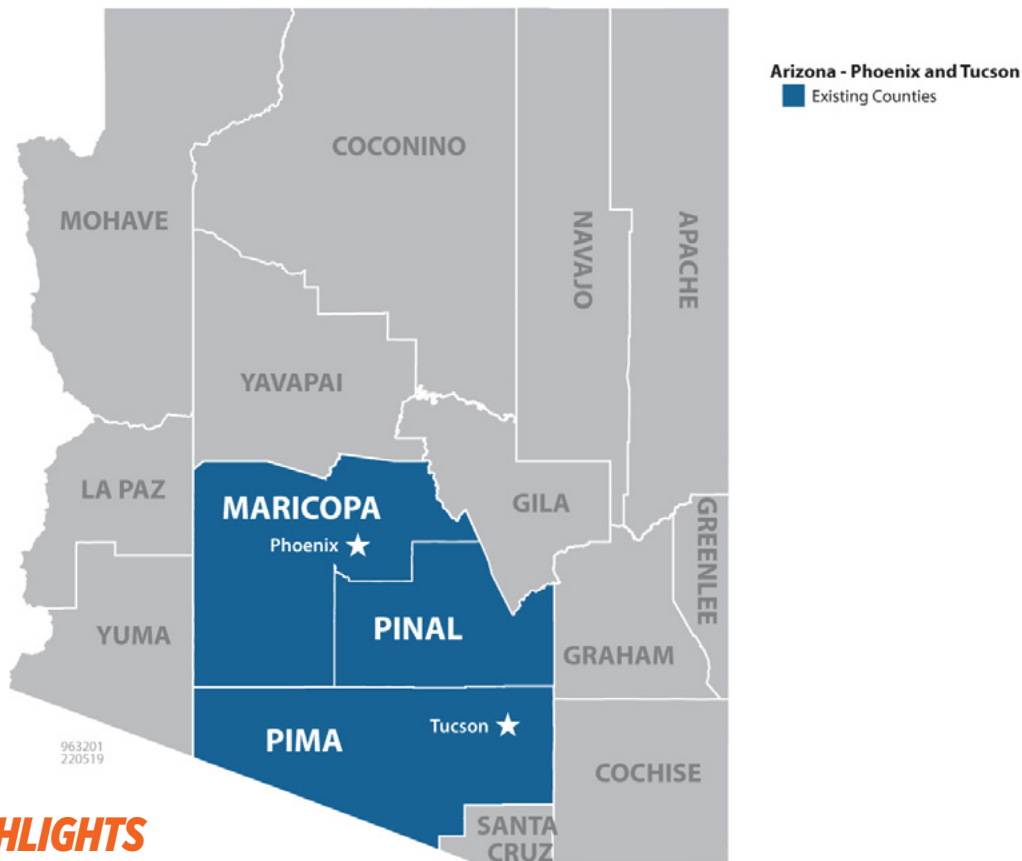 Arizona - Phoenix and Tucson
Existing Counties
COCONINO
MOHAVE
NAVAJO
APACHE
YAVAPAI
LA PAZ
MARICOPA
Phoenix
GILA
GREENLEE
YUMA
PINAL
GRAHAM
Tucson
PIMA
963201
220519
COCHISE
SANTA
CRUZ
HLIGHTS